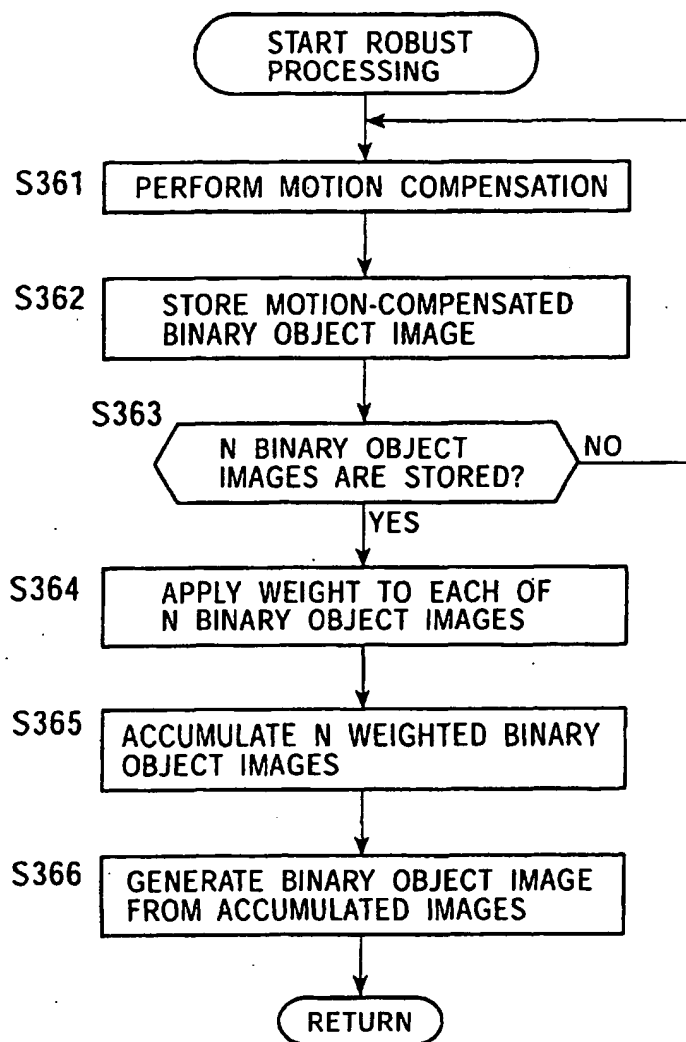 START ROBUST
PROCESSING
S361
PERFORM MOTION COMPENSATION
S362
STORE MOTION-COMPENSATED
BINARY OBJECT IMAGE
S363
N BINARY OBJECT
IMAGES ARE STORED?
NO
YES
S364
APPLY WEIGHT TO EACH OF
N BINARY OBJECT IMAGES
S365
ACCUMULATE N WEIGHTED BINARY
OBJECT IMAGES
S366
GENERATE BINARY OBJECT IMAGE
FROM ACCUMULATED IMAGES
RETURN